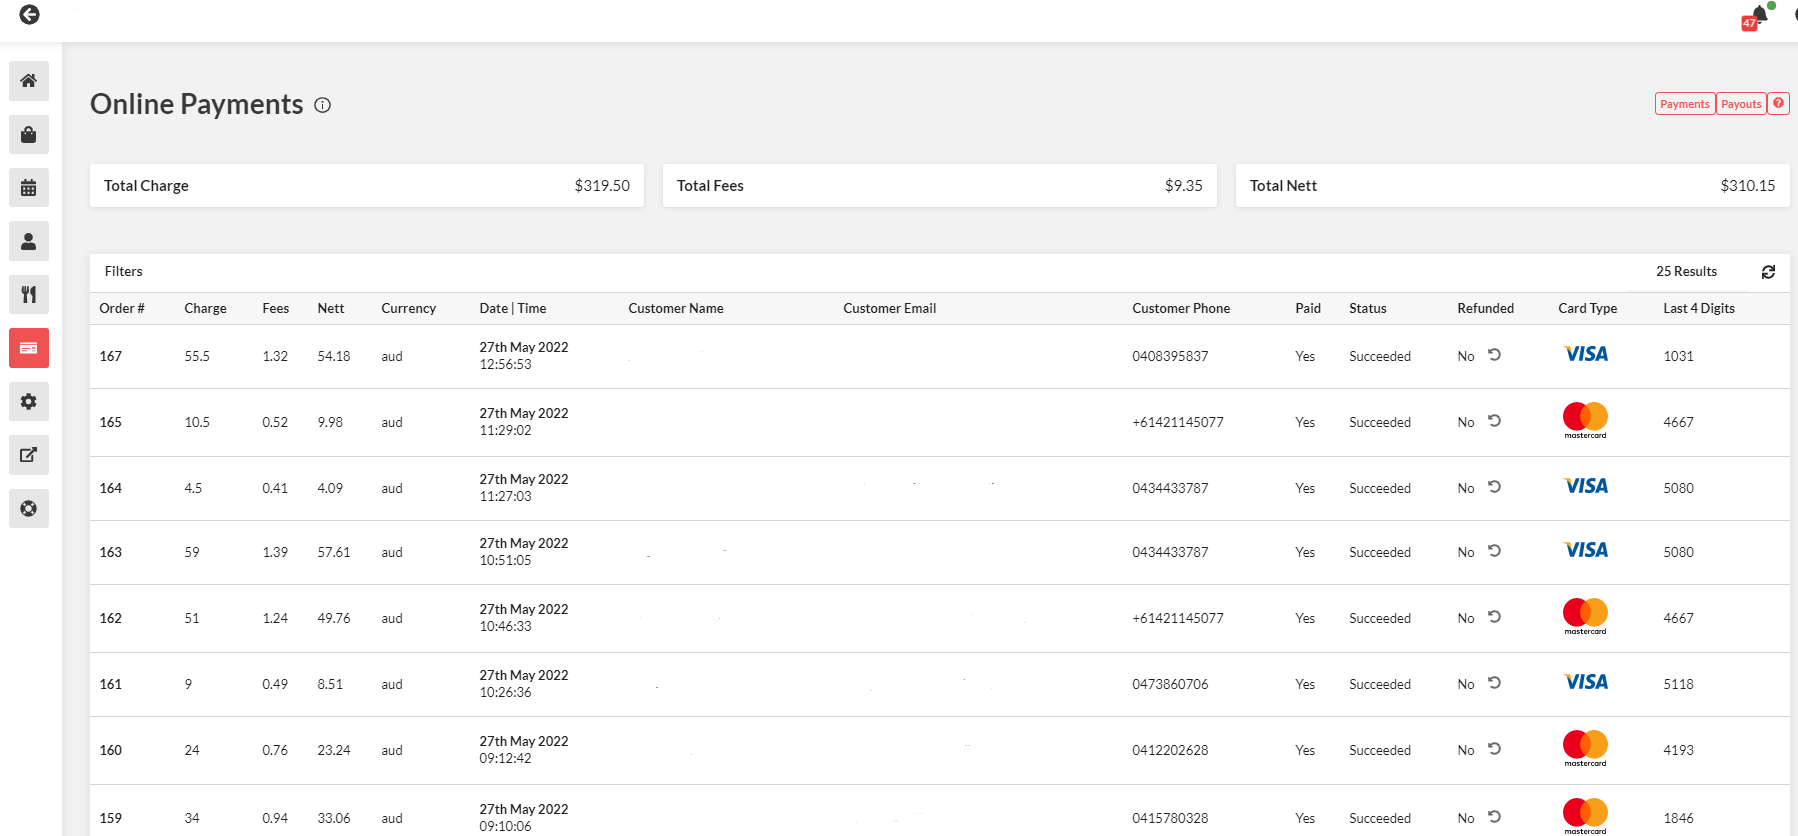 47
Online Payments
Payments Payouts ?
Total Charge $319.50 Total Fees $9.35 Total Nett $310.15
Filters 25 Results
Order # Charge Fees Nett Currency Date | Time Customer Name Customer Email Customer Phone Paid Status Refunded Card Type Last 4 Digits
167 55.5 1.32 54.18 aud 27th May 2022 12:56:53 0408395837 Yes Succeeded No VISA 1031
165 10.5 0.52 9.98 aud 27th May 2022 11:29:02 +61421145077 Yes Succeeded No mastercard 4667
164 4.5 0.41 4.09 aud 27th May 2022 11:27:03 0434433787 Yes Succeeded No VISA 5080
163 59 1.39 57.61 aud 27th May 2022 10:51:05 0434433787 Yes Succeeded No VISA 5080
162 51 1.24 49.76 aud 27th May 2022 10:46:33 +61421145077 Yes Succeeded No mastercard 4667
161 9 0.49 8.51 aud 27th May 2022 10:26:36 0473860706 Yes Succeeded No VISA 5118
160 24 0.76 23.24 aud 27th May 2022 09:12:42 0412202628 Yes Succeeded No mastercard 4193
159 34 0.94 33.06 aud 27th May 2022 09:10:06 0415780328 Yes Succeeded No mastercard 1846